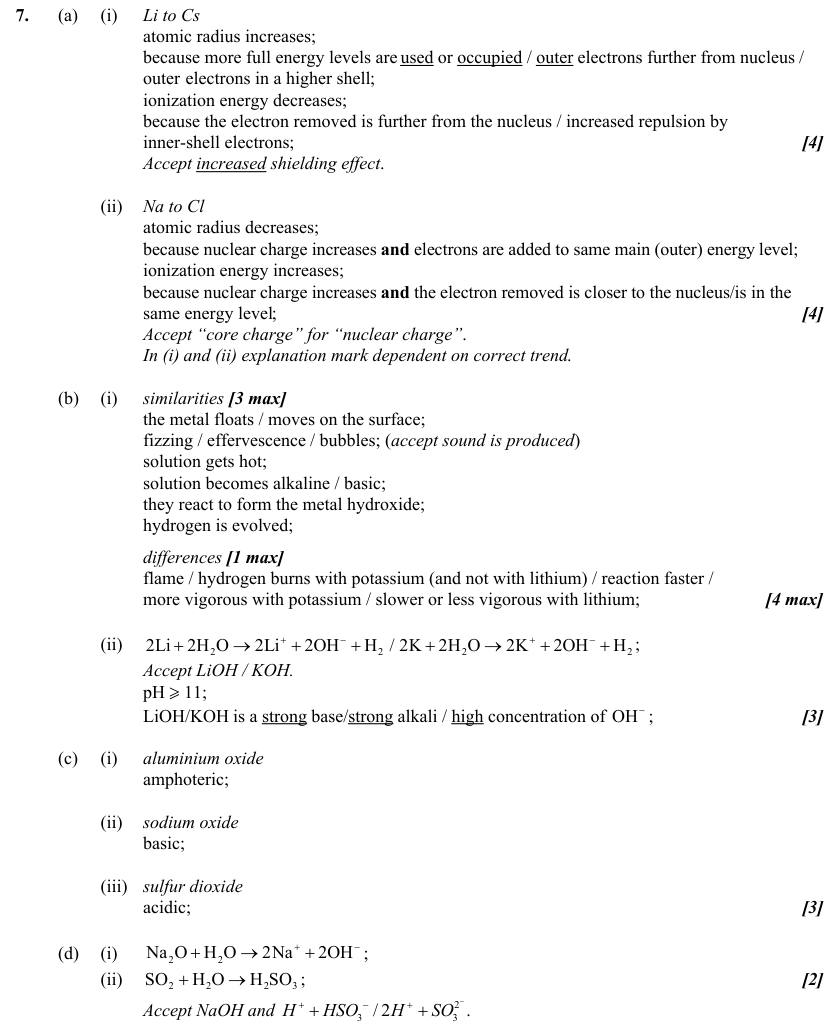 7. (a) (i) Li to Cs
atomic radius increases;
because more full energy levels are used or occupied / outer electrons further from nucleus /
outer electrons in a higher shell;
ionization energy decreases;
because the electron removed is further from the nucleus / increased repulsion by
inner-shell electrons; [4]
Accept increased shielding effect.
(ii) Na to Cl
atomic radius decreases;
because nuclear charge increases and electrons are added to same main (outer) energy level;
ionization energy increases;
because nuclear charge increases and the electron removed is closer to the nucleus/is in the
same energy level; [4]
Accept “core charge” for “nuclear charge”.
In (i) and (ii) explanation mark dependent on correct trend.
(b) (i) similarities [3 max]
the metal floats / moves on the surface;
fizzing / effervescence / bubbles; (accept sound is produced)
solution gets hot;
solution becomes alkaline / basic;
they react to form the metal hydroxide;
hydrogen is evolved;
differences [1 max]
flame / hydrogen burns with potassium (and not with lithium) / reaction faster /
more vigorous with potassium / slower or less vigorous with lithium; [4 max]
(ii) 2Li + 2H₂O → 2Li⁺ + 2OH⁻ + H₂ / 2K + 2H₂O → 2K⁺ + 2OH⁻ + H₂;
Accept LiOH / KOH.
pH ⩾ 11;
LiOH/KOH is a strong base/strong alkali / high concentration of OH⁻; [3]
(c) (i) aluminium oxide
amphoteric;
(ii) sodium oxide
basic;
(iii) sulfur dioxide
acidic; [3]
(d) (i) Na₂O + H₂O → 2Na⁺ + 2OH⁻;
(ii) SO₂ + H₂O → H₂SO₃; [2]
Accept NaOH and H⁺ + HSO₃⁻ / 2H⁺ + SO₃²⁻.